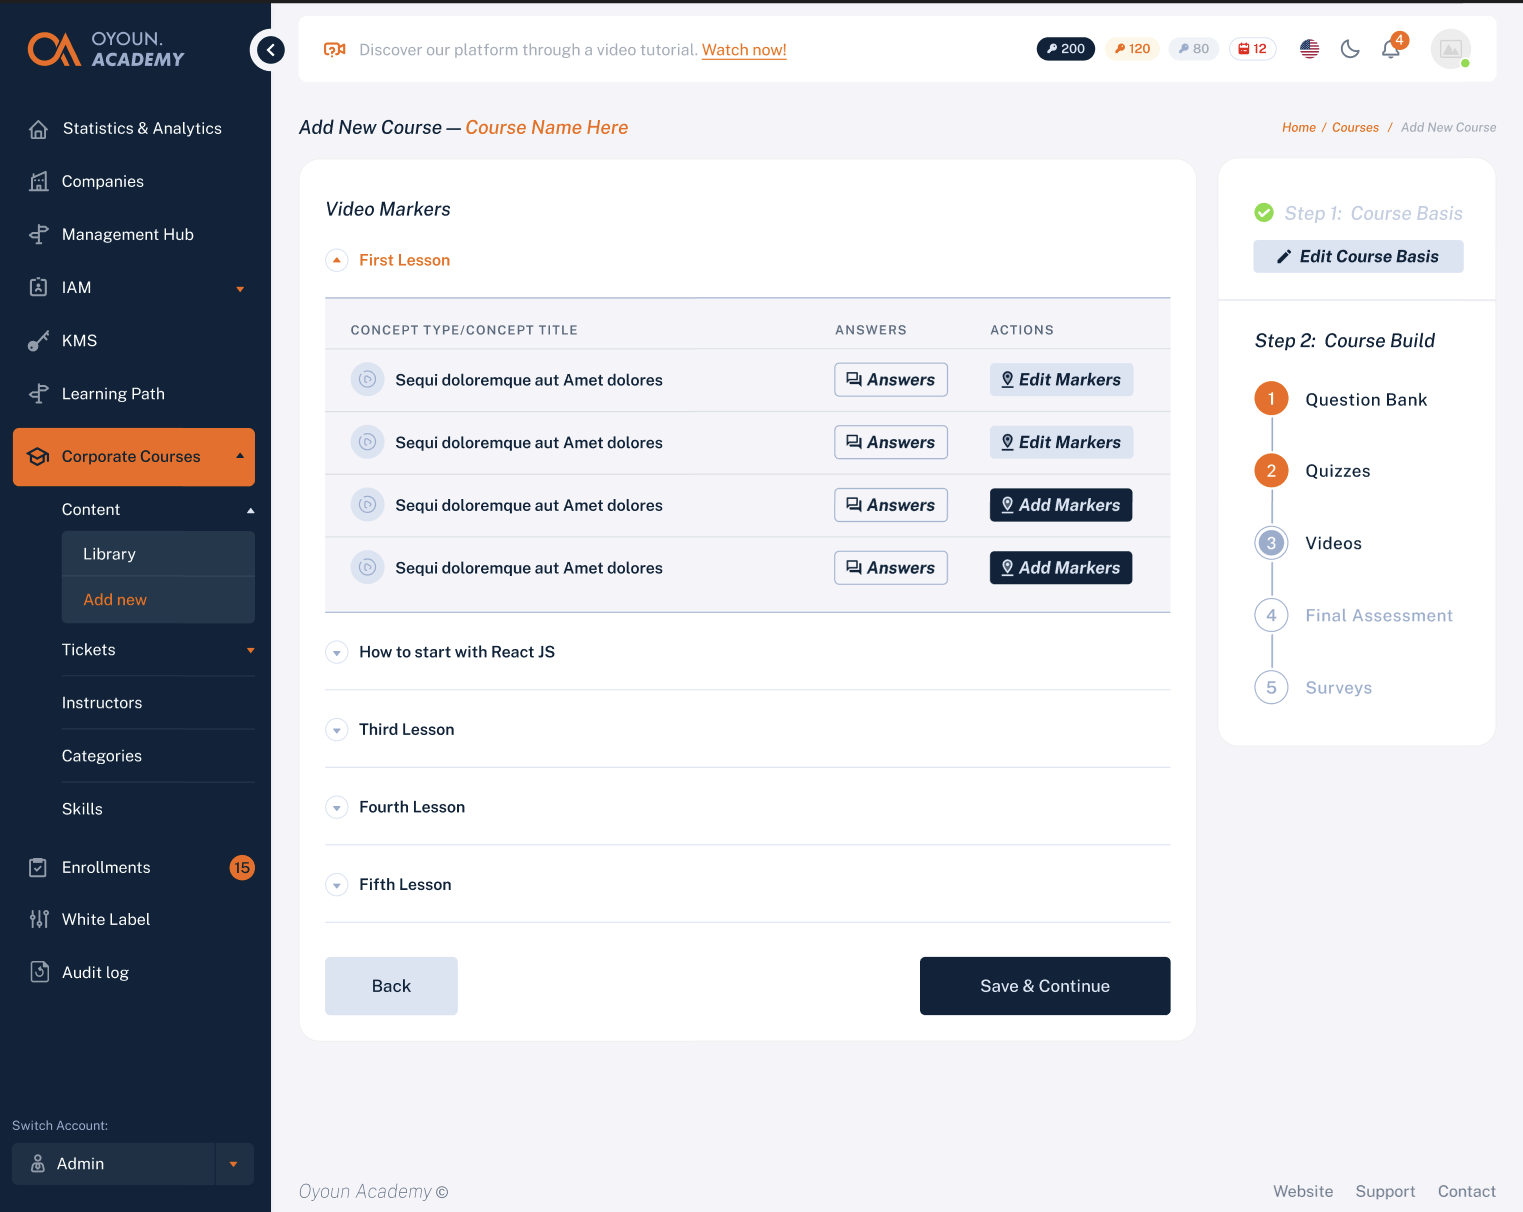 OYOUN.
ACADEMY
Statistics & Analytics
Companies
Management Hub
IAM
KMS
Learning Path
Corporate Courses
Content
Library
Add new
Tickets
Instructors
Categories
Skills
Enrollments 15
White Label
Audit log
Switch Account:
Admin
Discover our platform through a video tutorial. Watch now!
200 120 80 12 4
Add New Course — Course Name Here
Home / Courses / Add New Course
Video Markers
First Lesson
CONCEPT TYPE/CONCEPT TITLE ANSWERS ACTIONS
Sequi doloremque aut Amet dolores Answers Edit Markers
Sequi doloremque aut Amet dolores Answers Edit Markers
Sequi doloremque aut Amet dolores Answers Add Markers
Sequi doloremque aut Amet dolores Answers Add Markers
How to start with React JS
Third Lesson
Fourth Lesson
Fifth Lesson
Back Save & Continue
Step 1: Course Basis
Edit Course Basis
Step 2: Course Build
1 Question Bank
2 Quizzes
3 Videos
4 Final Assessment
5 Surveys
Oyoun Academy ©
Website Support Contact